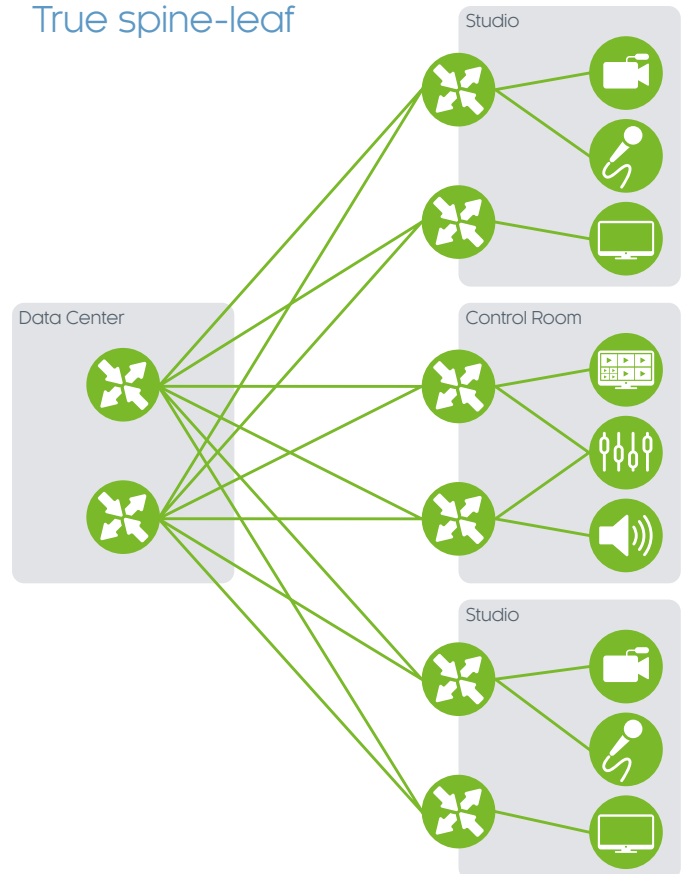 True spine-leaf
Studio
Data Center
Control Room
Studio